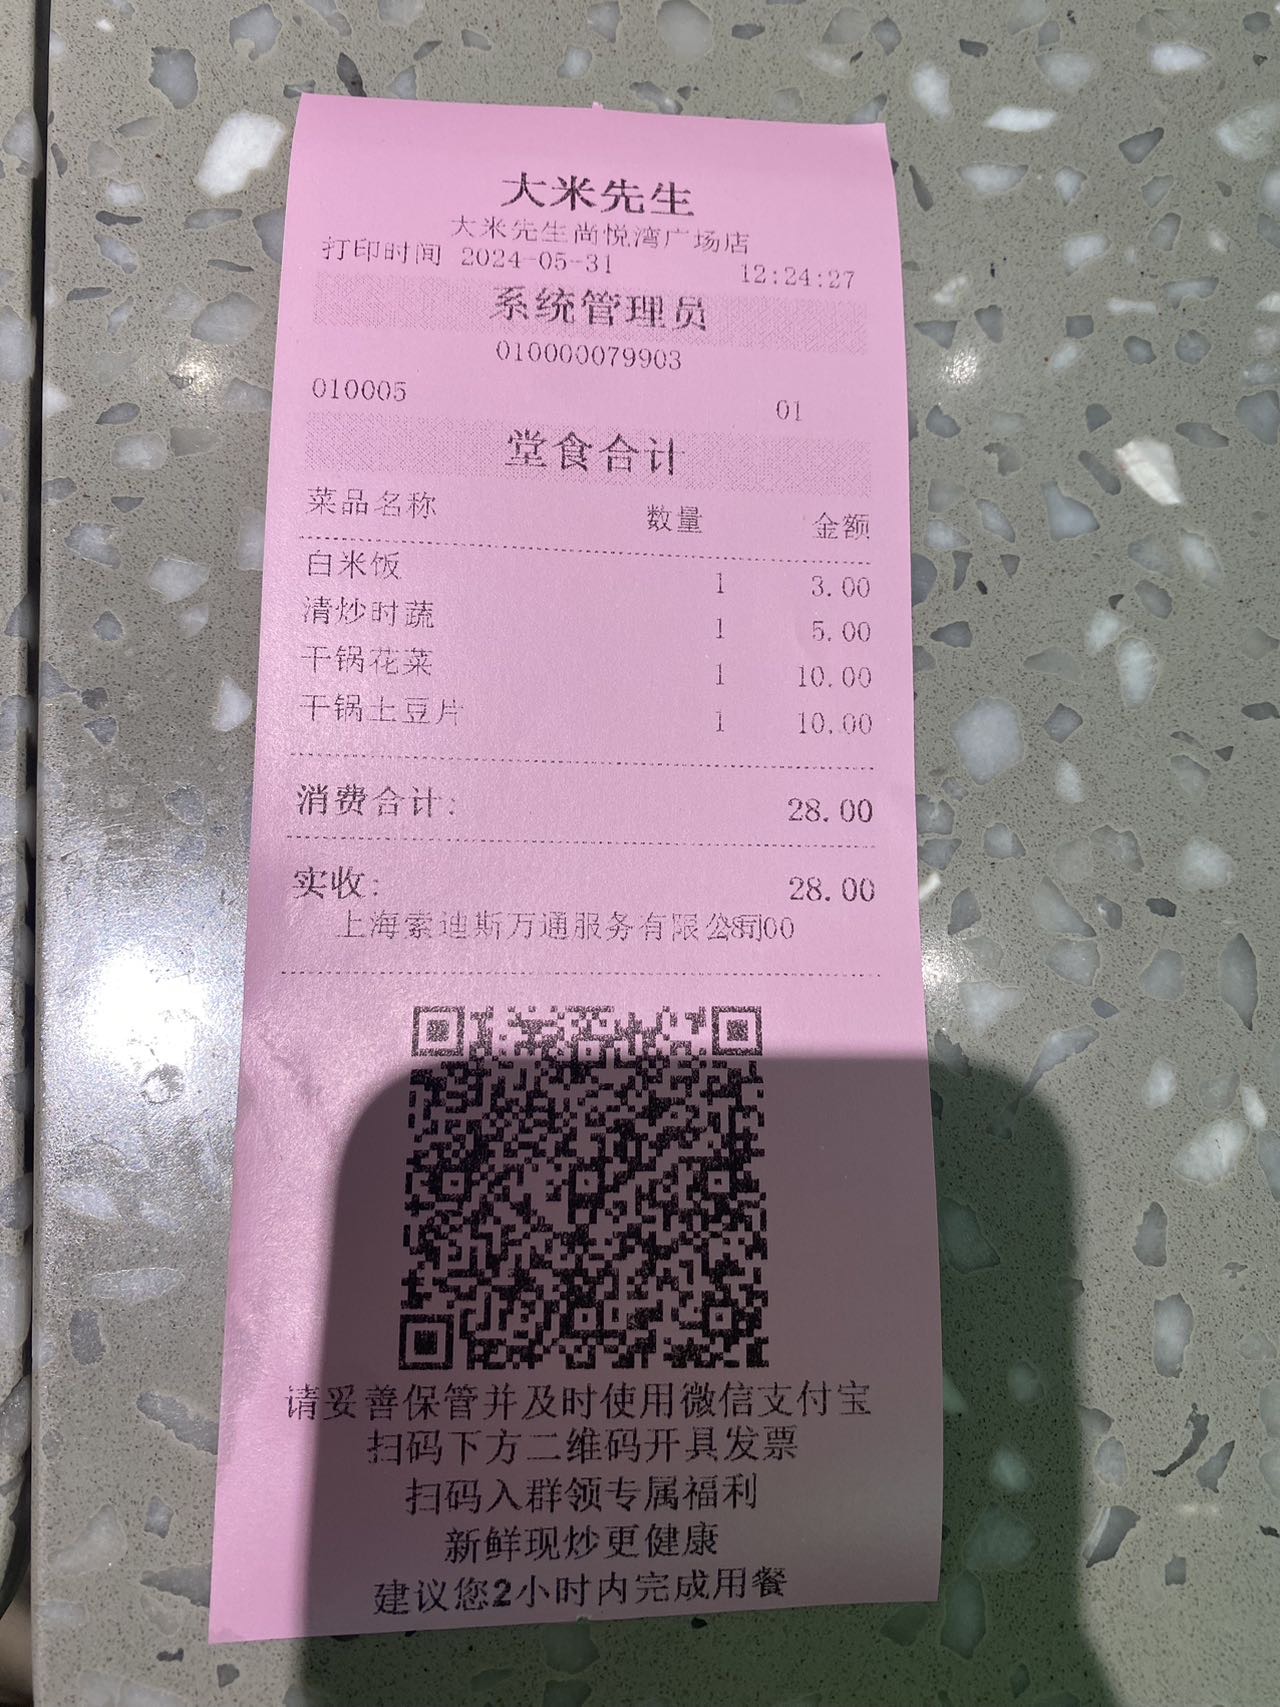 大米先生
大米先生尚悦湾广场店
打印时间 2024-05-31 12:24:27
系统管理员
010000079903
010005 01
堂食合计
菜品名称 数量 金额
白米饭 1 3.00
清炒时蔬 1 5.00
干锅花菜 1 10.00
干锅土豆片 1 10.00
消费合计: 28.00
实收: 28.00
上海索迪斯万通服务有限公司
请妥善保管并及时使用微信支付宝
扫码下方二维码开具发票
扫码入群领专属福利
新鲜现炒更健康
建议您2小时内完成用餐